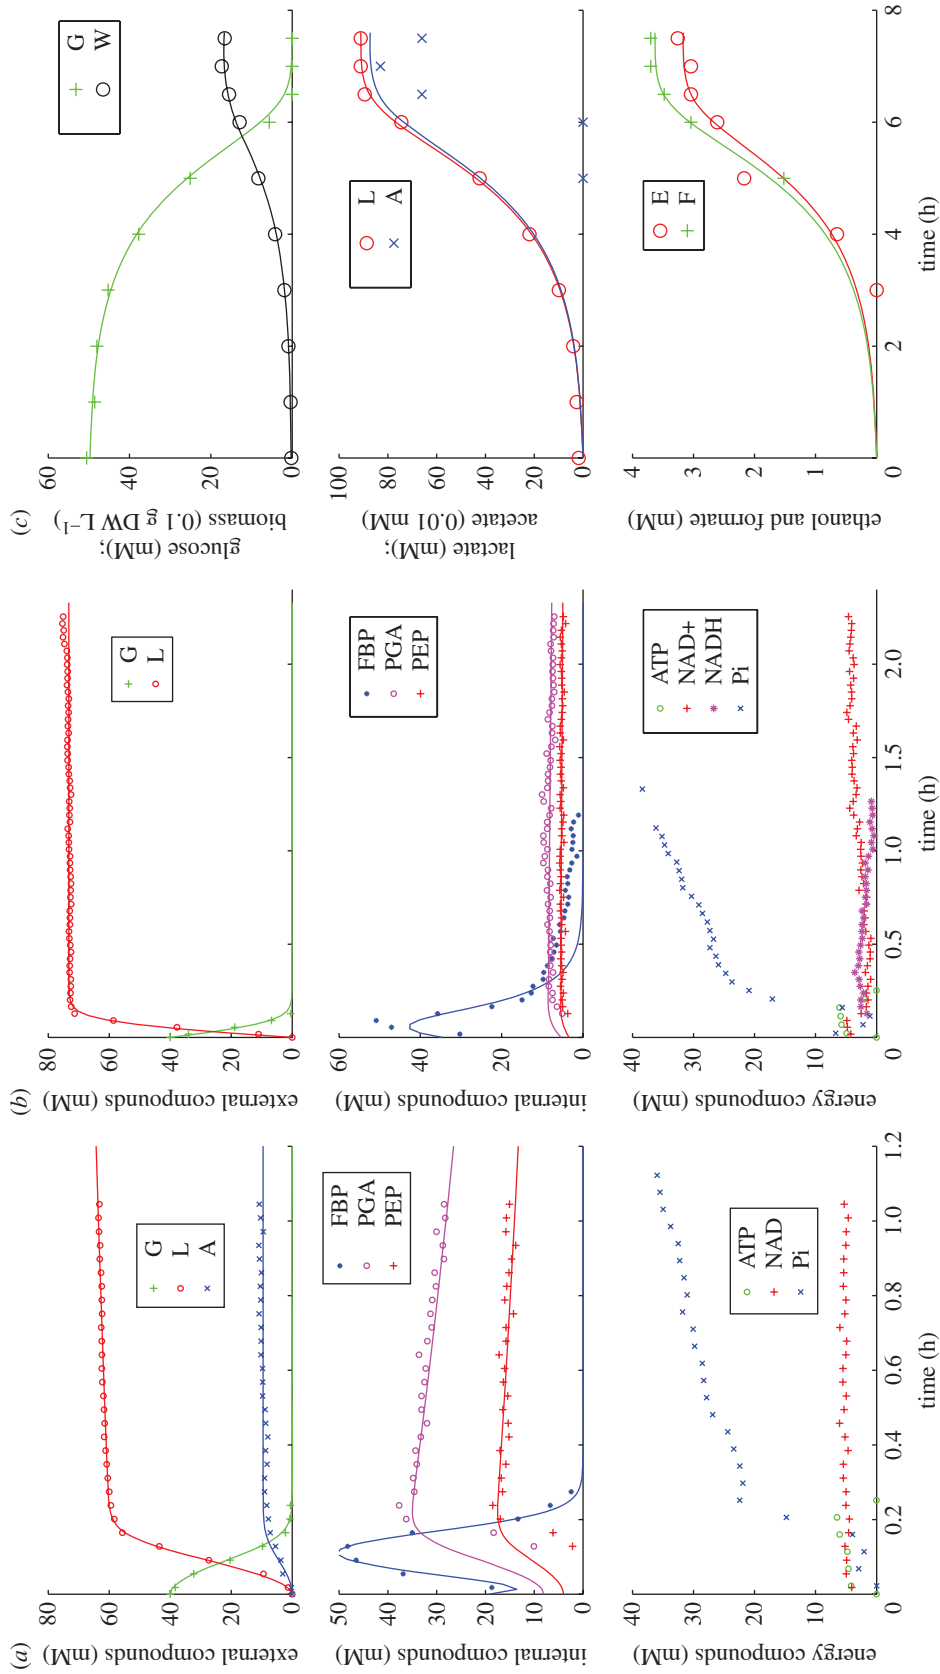 (a)
external compounds (mM)
80
60
40
20
0
G
L
A
internal compounds (mM)
50
40
30
20
10
0
FBP
PGA
PEP
energy compounds (mM)
40
30
20
10
0
ATP
NAD
Pi
0
0.2
0.4
0.6
0.8
1.0
1.2
time (h)
(b)
external compounds (mM)
80
60
40
20
0
G
L
internal compounds (mM)
60
40
20
0
FBP
PGA
PEP
energy compounds (mM)
40
30
20
10
0
ATP
NAD+
NADH
Pi
0
0.5
1.0
1.5
2.0
time (h)
(c)
glucose (mM);
biomass (0.1 g DW L⁻¹)
60
40
20
0
G
W
lactate (mM);
acetate (0.01 mM)
100
80
60
40
20
0
L
A
ethanol and formate (mM)
4
3
2
1
0
E
F
0
2
4
6
8
time (h)